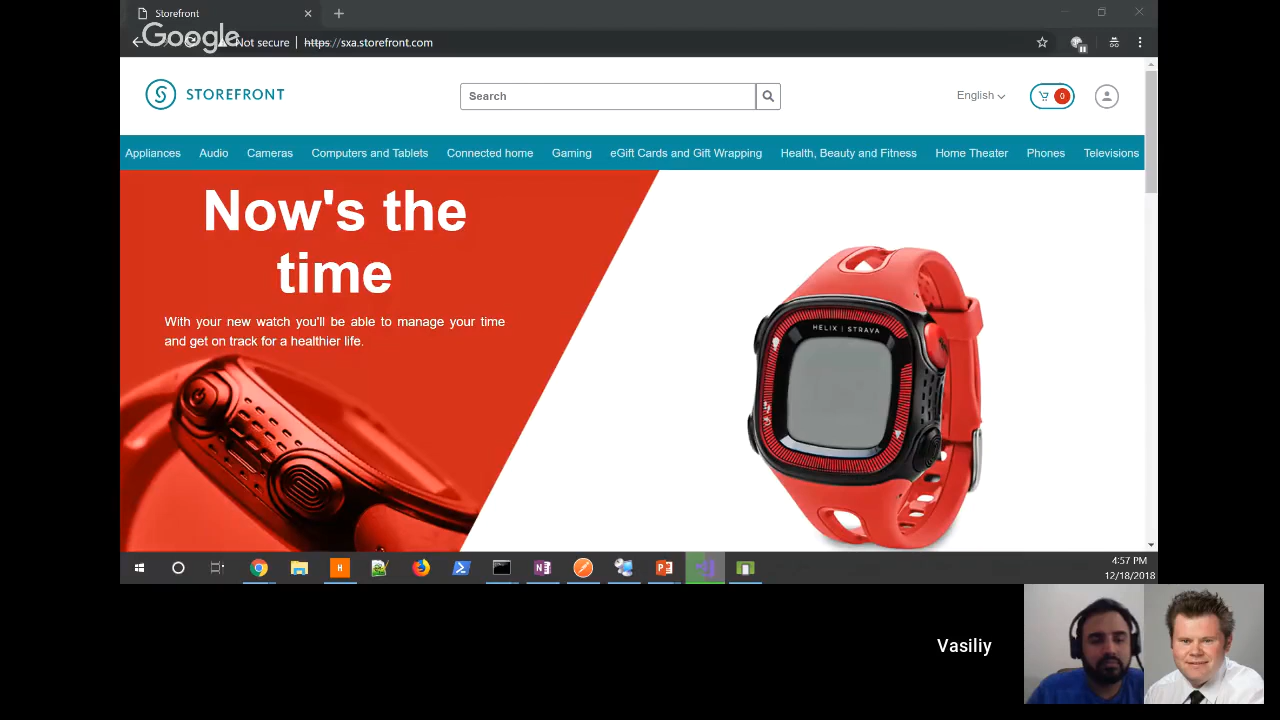 Storefront
Google
Not secure | https://sxa.storefront.com
STOREFRONT
Search
English
0
Appliances Audio Cameras Computers and Tablets Connected home Gaming eGift Cards and Gift Wrapping Health, Beauty and Fitness Home Theater Phones Televisions
Now's the
time
With your new watch you'll be able to manage your time
and get on track for a healthier life.
HELIX | STRAVA
4:57 PM
12/18/2018
Vasiliy